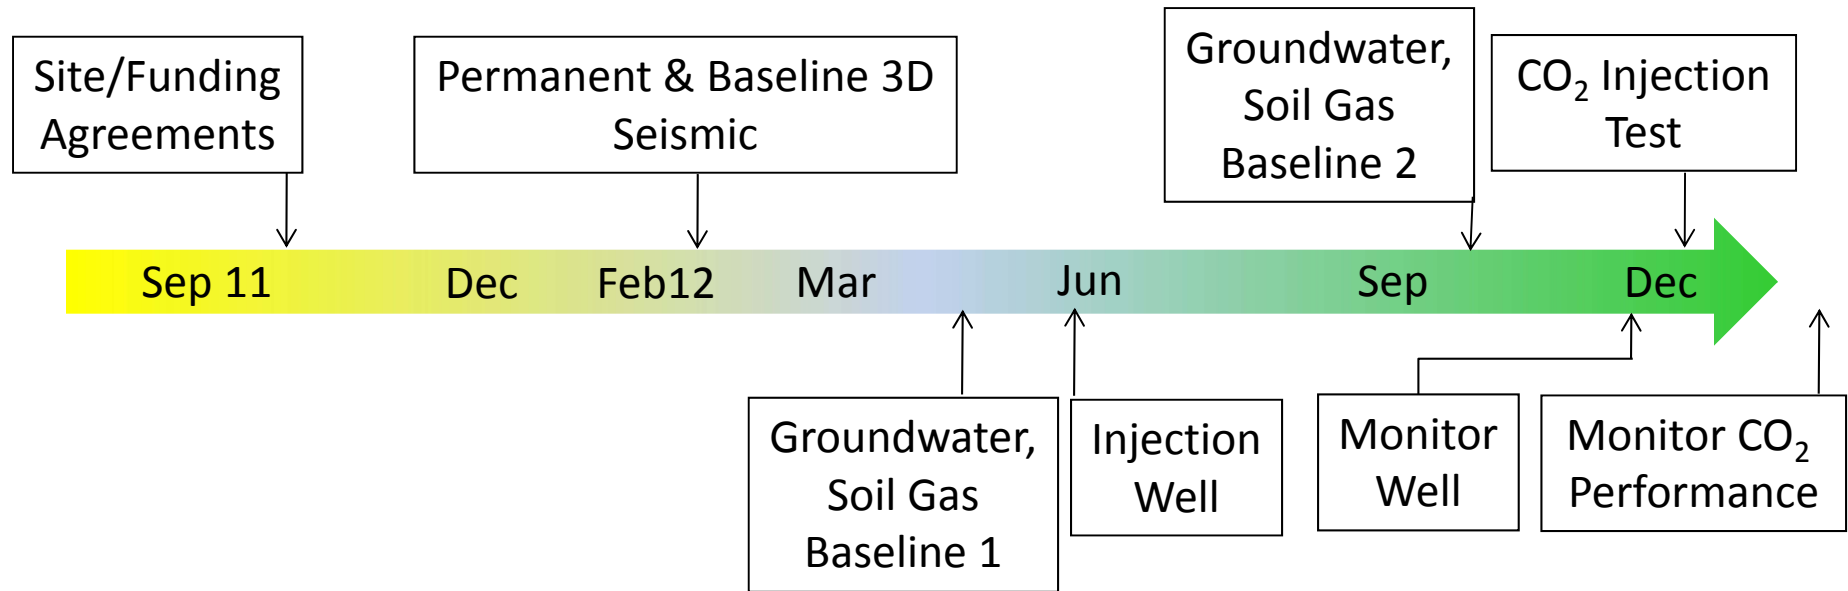 Site/Funding
Agreements
Permanent & Baseline 3D
Seismic
Groundwater,
Soil Gas
Baseline 2
CO₂ Injection
Test
Sep 11 Dec Feb12 Mar Jun Sep Dec
Groundwater,
Soil Gas
Baseline 1
Injection
Well
Monitor
Well
Monitor CO₂
Performance